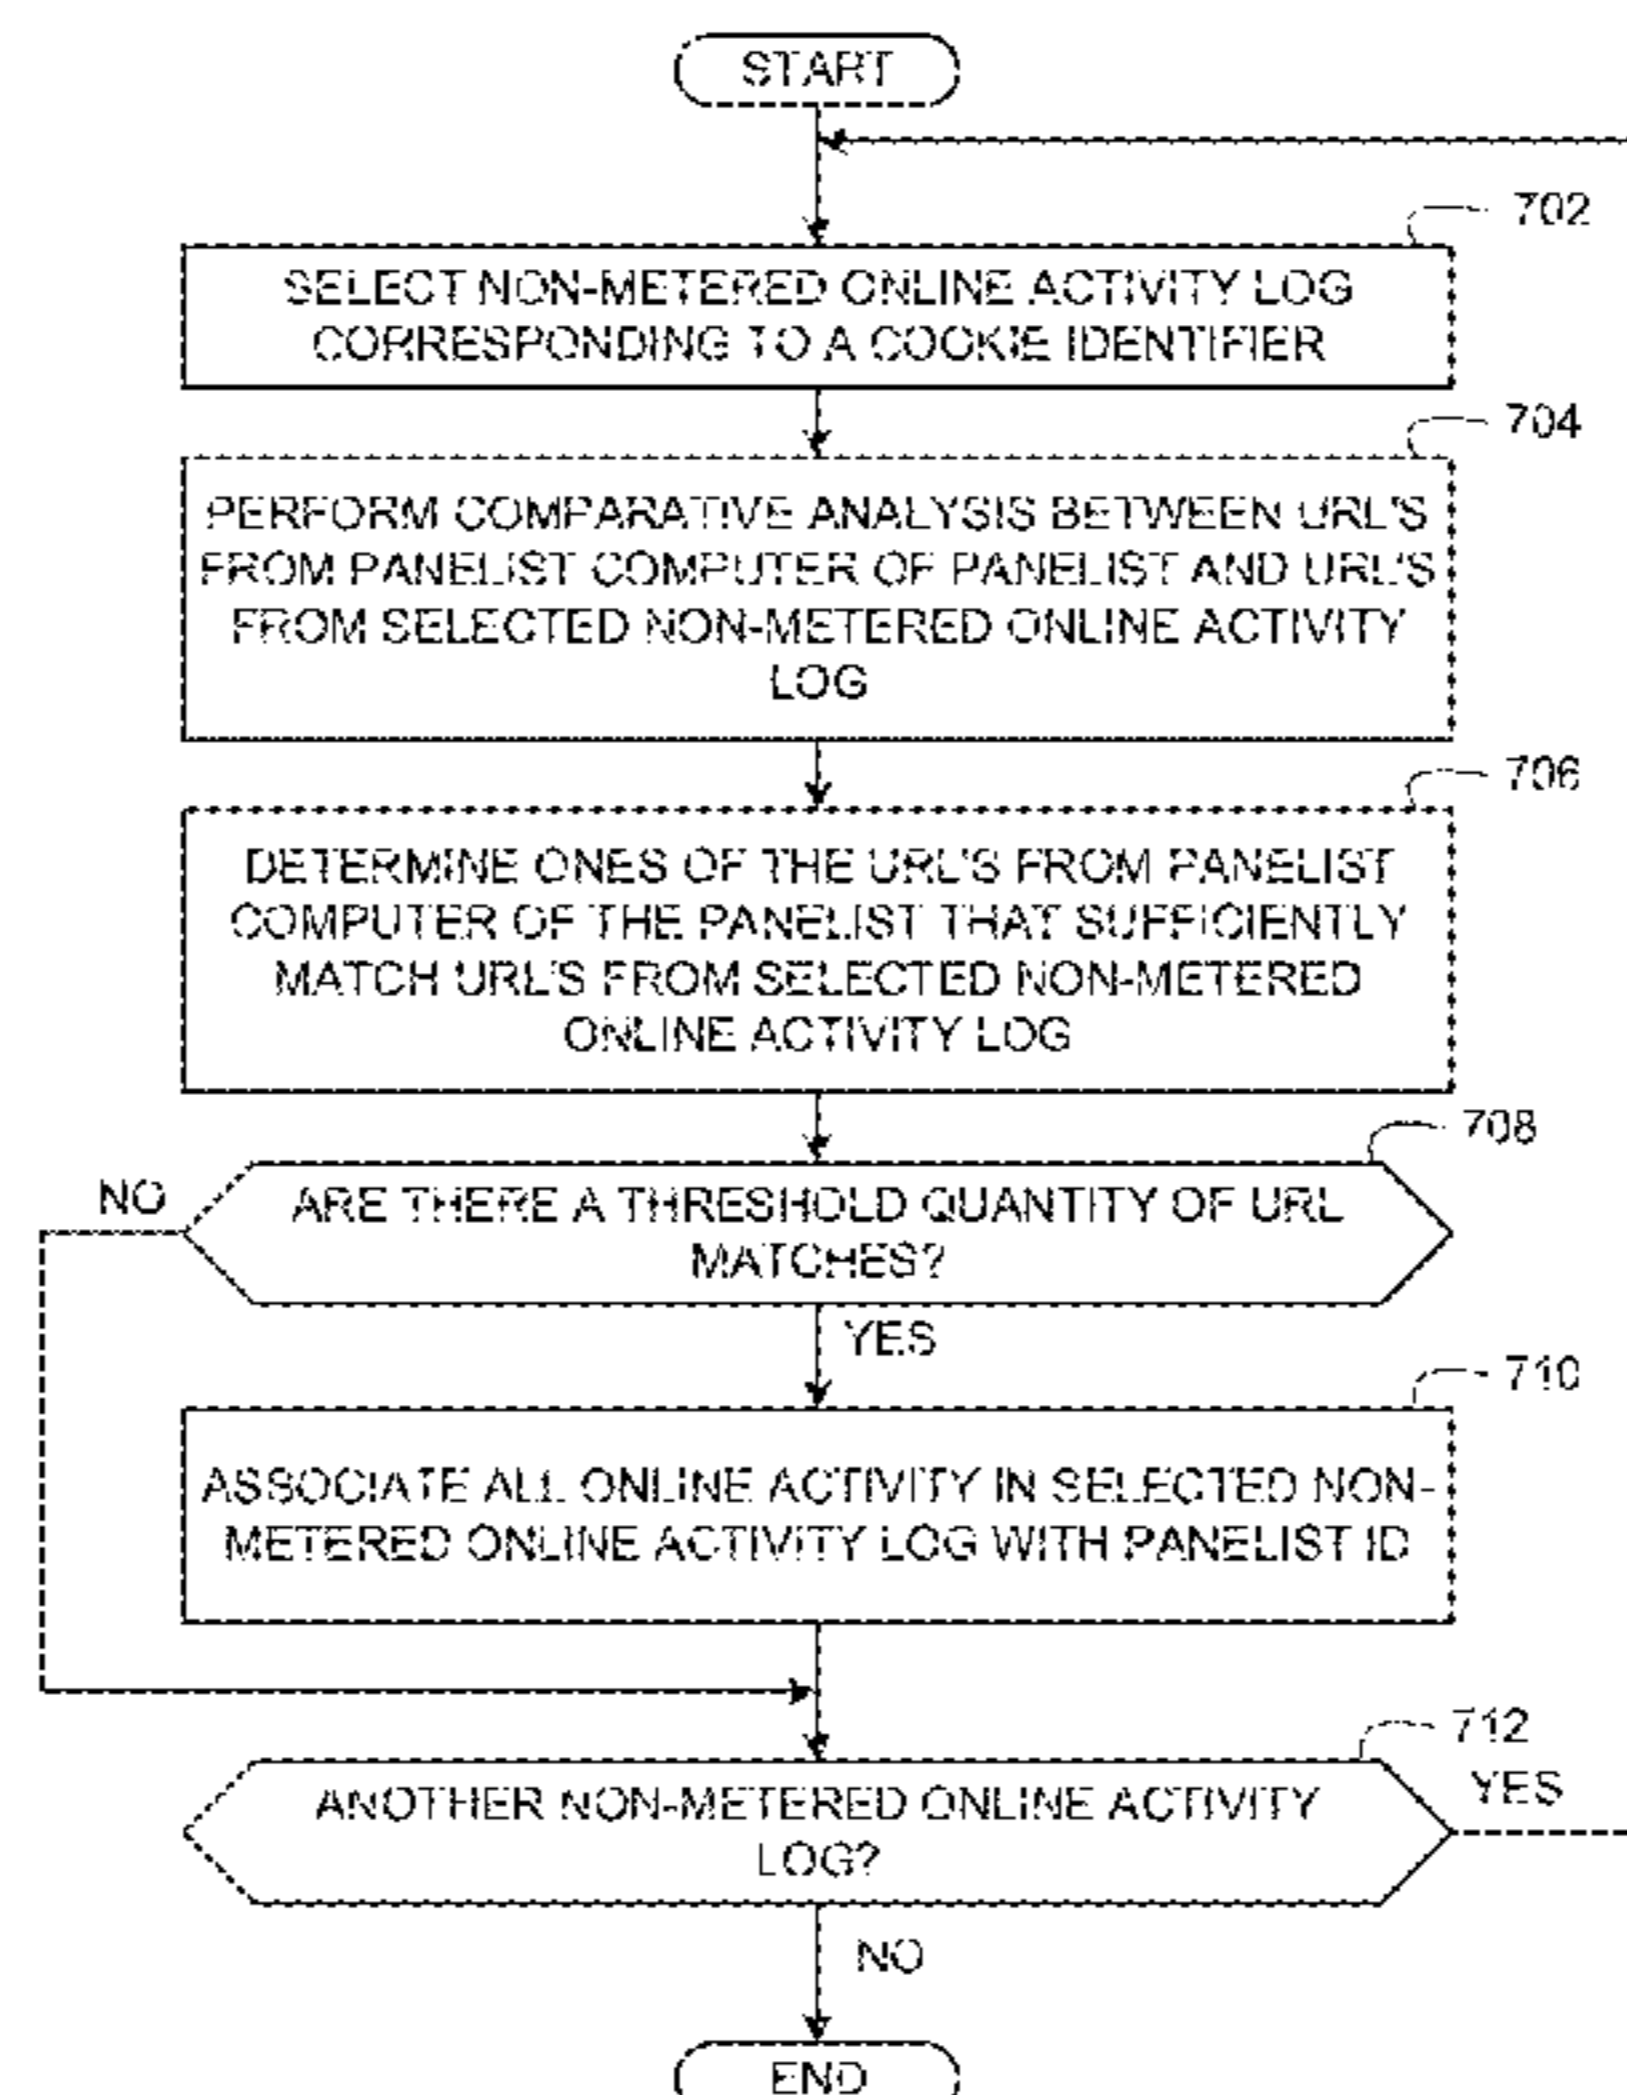 START
702
SELECT NON-METERED ONLINE ACTIVITY LOG
CORRESPONDING TO A COOKIE IDENTIFIER
704
PERFORM COMPARATIVE ANALYSIS BETWEEN URL'S
FROM PANELIST COMPUTER OF PANELIST AND URL'S
FROM SELECTED NON-METERED ONLINE ACTIVITY
LOG
706
DETERMINE ONES OF THE URL'S FROM PANELIST
COMPUTER OF THE PANELIST THAT SUFFICIENTLY
MATCH URL'S FROM SELECTED NON-METERED
ONLINE ACTIVITY LOG
708
NO
ARE THERE A THRESHOLD QUANTITY OF URL
MATCHES?
YES
710
ASSOCIATE ALL ONLINE ACTIVITY IN SELECTED NON-
METERED ONLINE ACTIVITY LOG WITH PANELIST ID
712
YES
ANOTHER NON-METERED ONLINE ACTIVITY
LOG?
NO
END